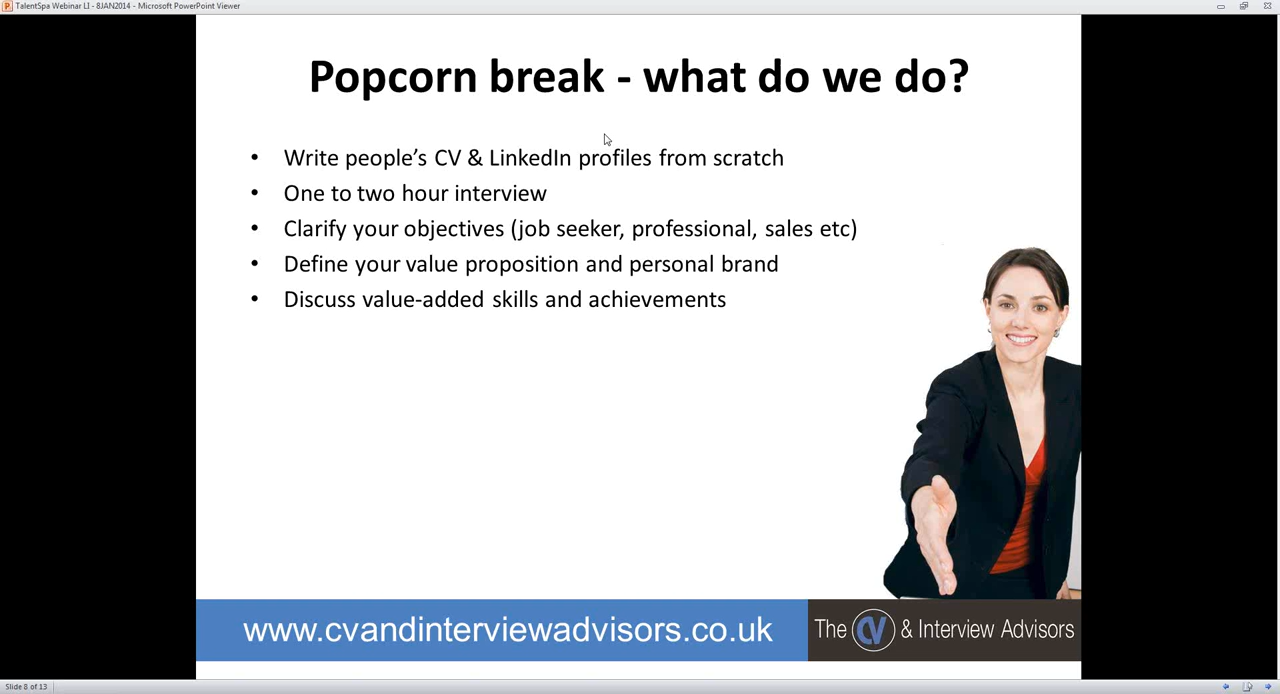 TalentSpa Webinar LI - 8JAN2014 - Microsoft PowerPoint Viewer
Popcorn break - what do we do?
• Write people's CV & LinkedIn profiles from scratch
• One to two hour interview
• Clarify your objectives (job seeker, professional, sales etc)
• Define your value proposition and personal brand
• Discuss value-added skills and achievements
www.cvandinterviewadvisors.co.uk
The CV & Interview Advisors
Slide 8 of 13